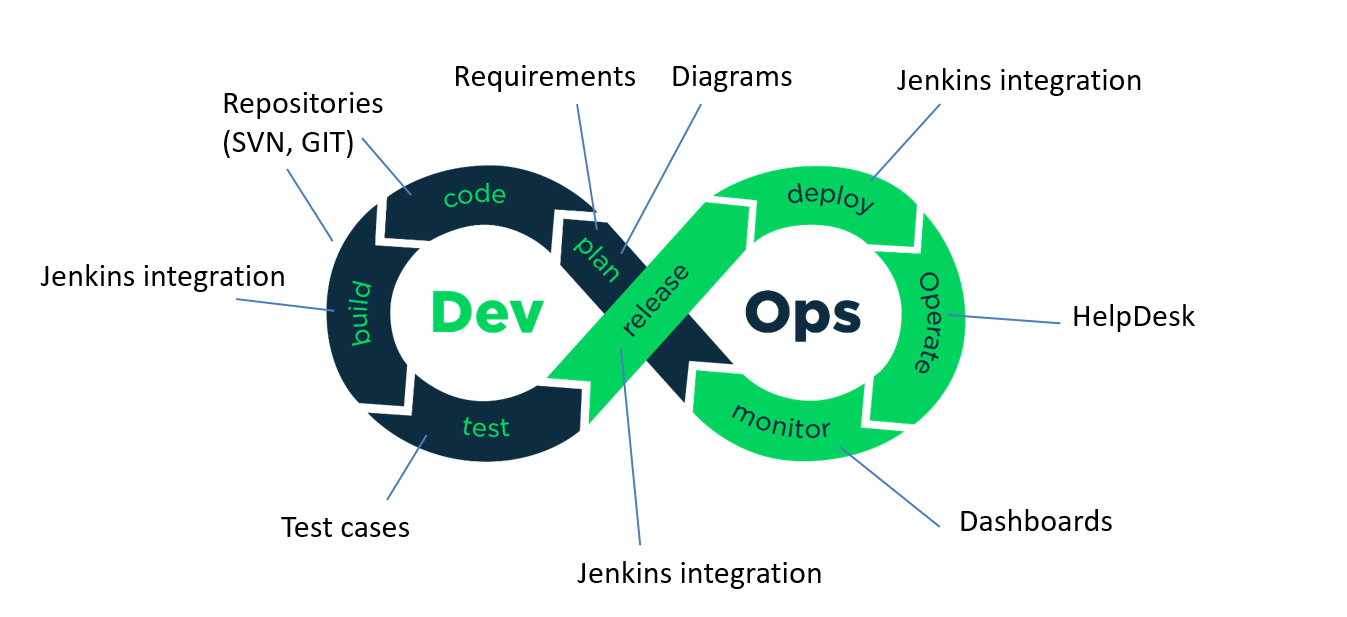 Requirements
Diagrams
Jenkins integration
Repositories
(SVN, GIT)
code
deploy
plan
Jenkins integration
build
Dev
release
Ops
Operate
HelpDesk
test
monitor
Test cases
Dashboards
Jenkins integration